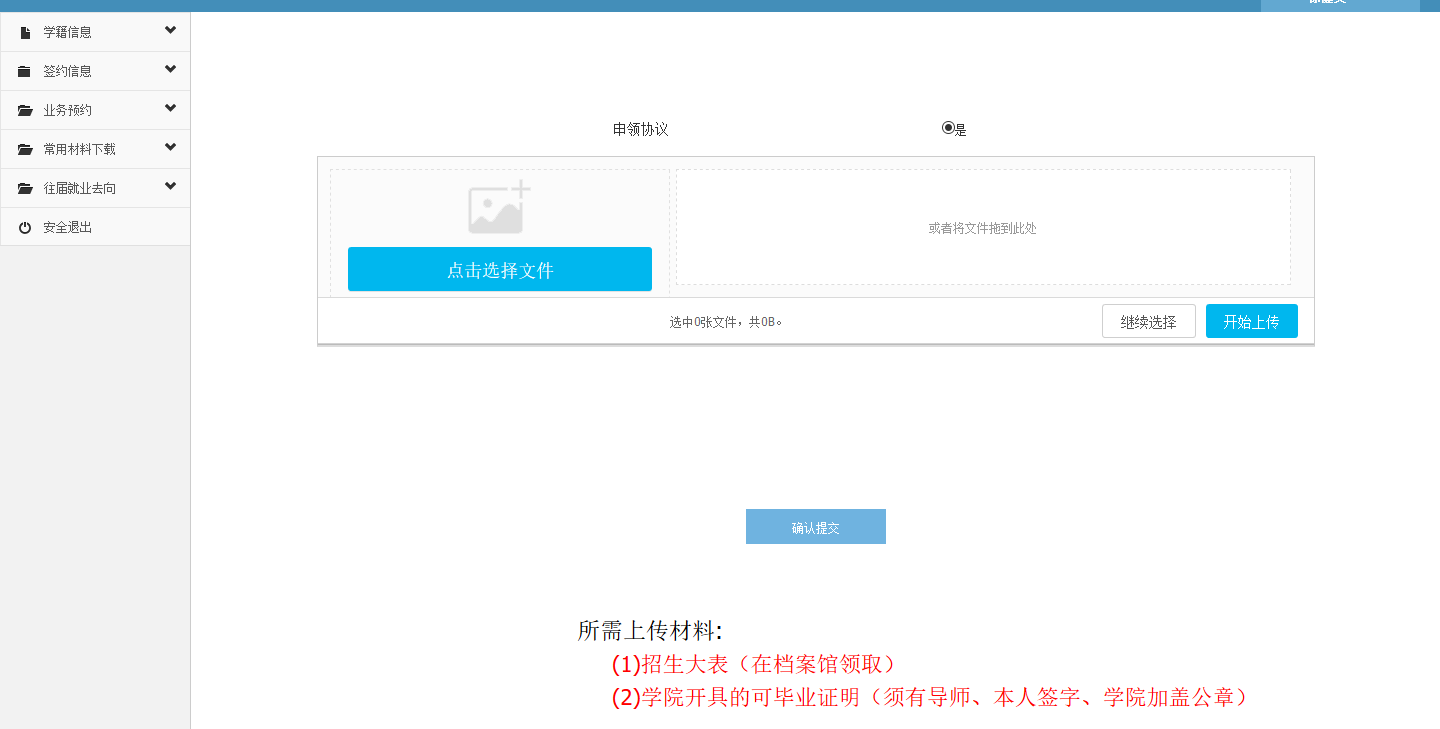 学籍信息
签约信息
业务预约
常用材料下载
往届就业去向
安全退出
申领协议 是
点击选择文件
或者将文件拖到此处
选中0张文件，共0B。
继续选择 开始上传
确认提交
所需上传材料:
(1)招生大表（在档案馆领取）
(2)学院开具的可毕业证明（须有导师、本人签字、学院加盖公章）